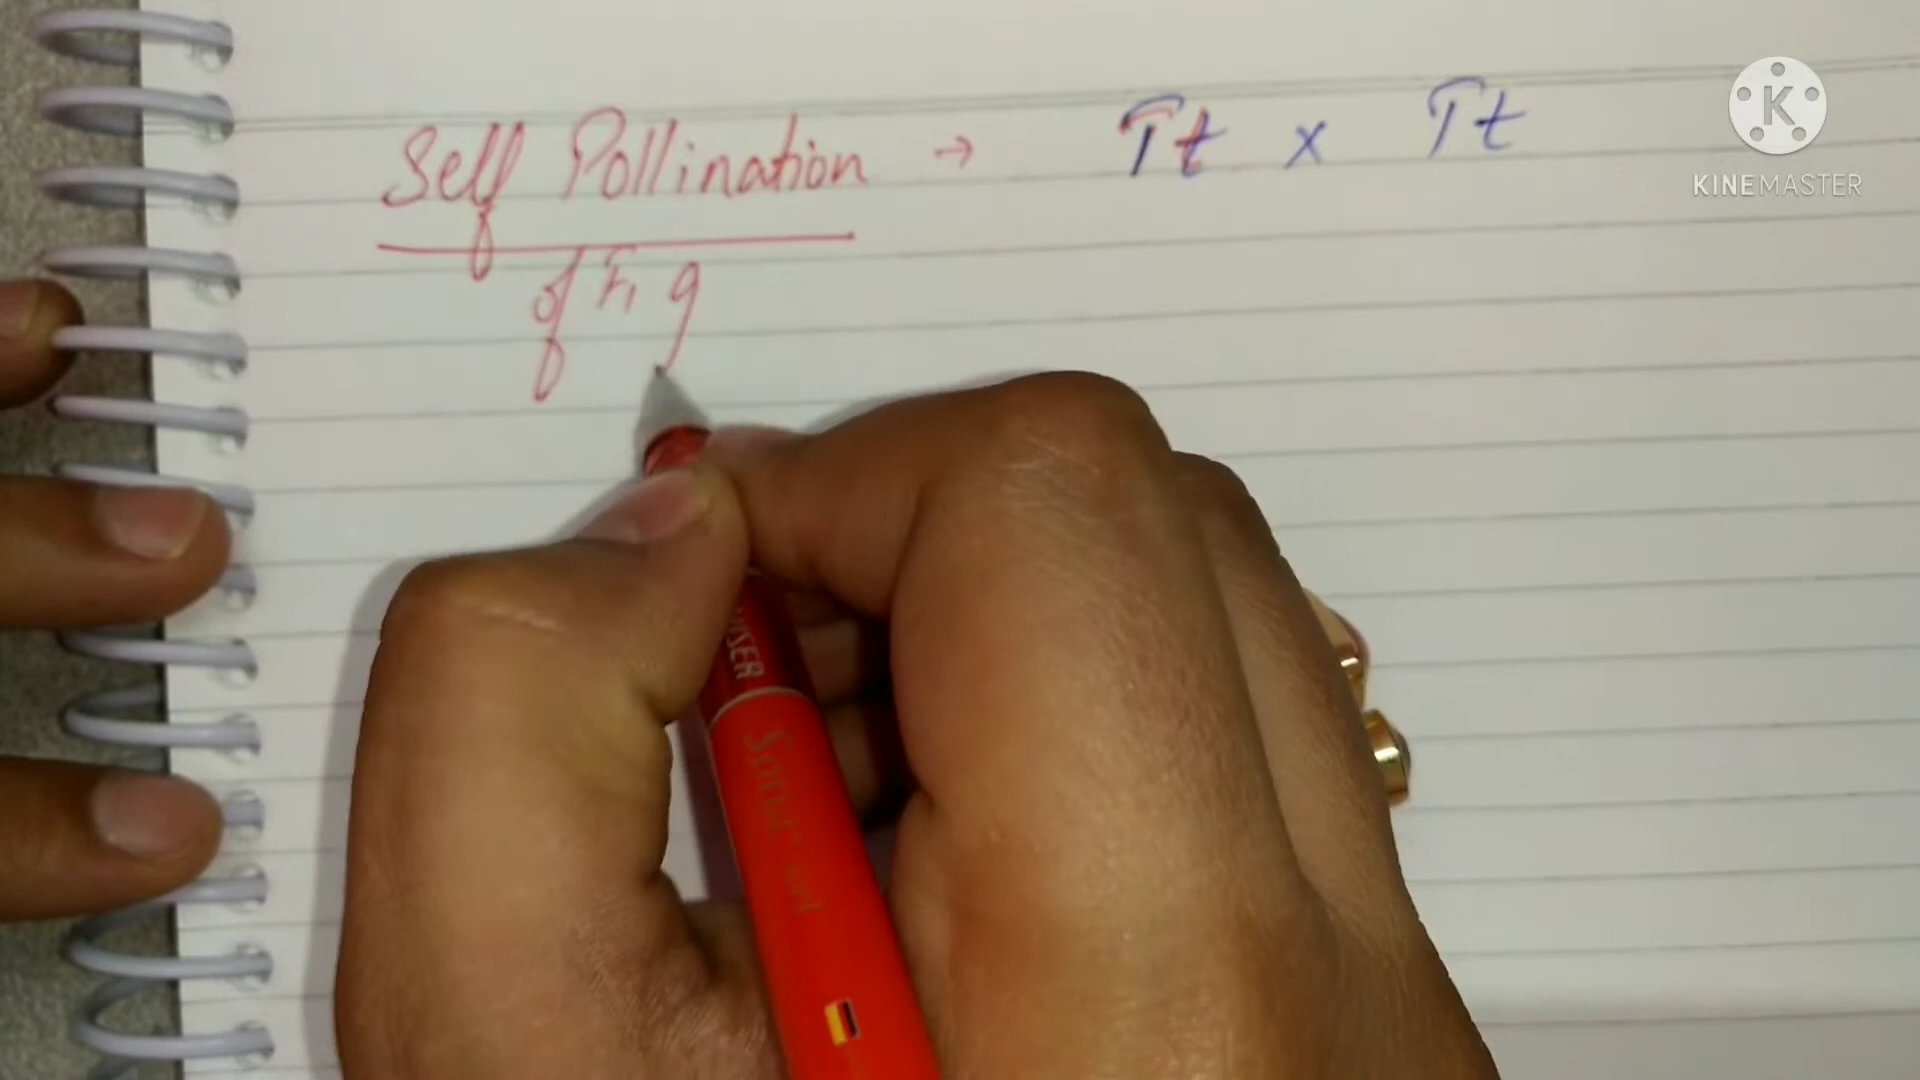 Self Pollination → Tt x Tt
of F1 g
K
KINEMASTER